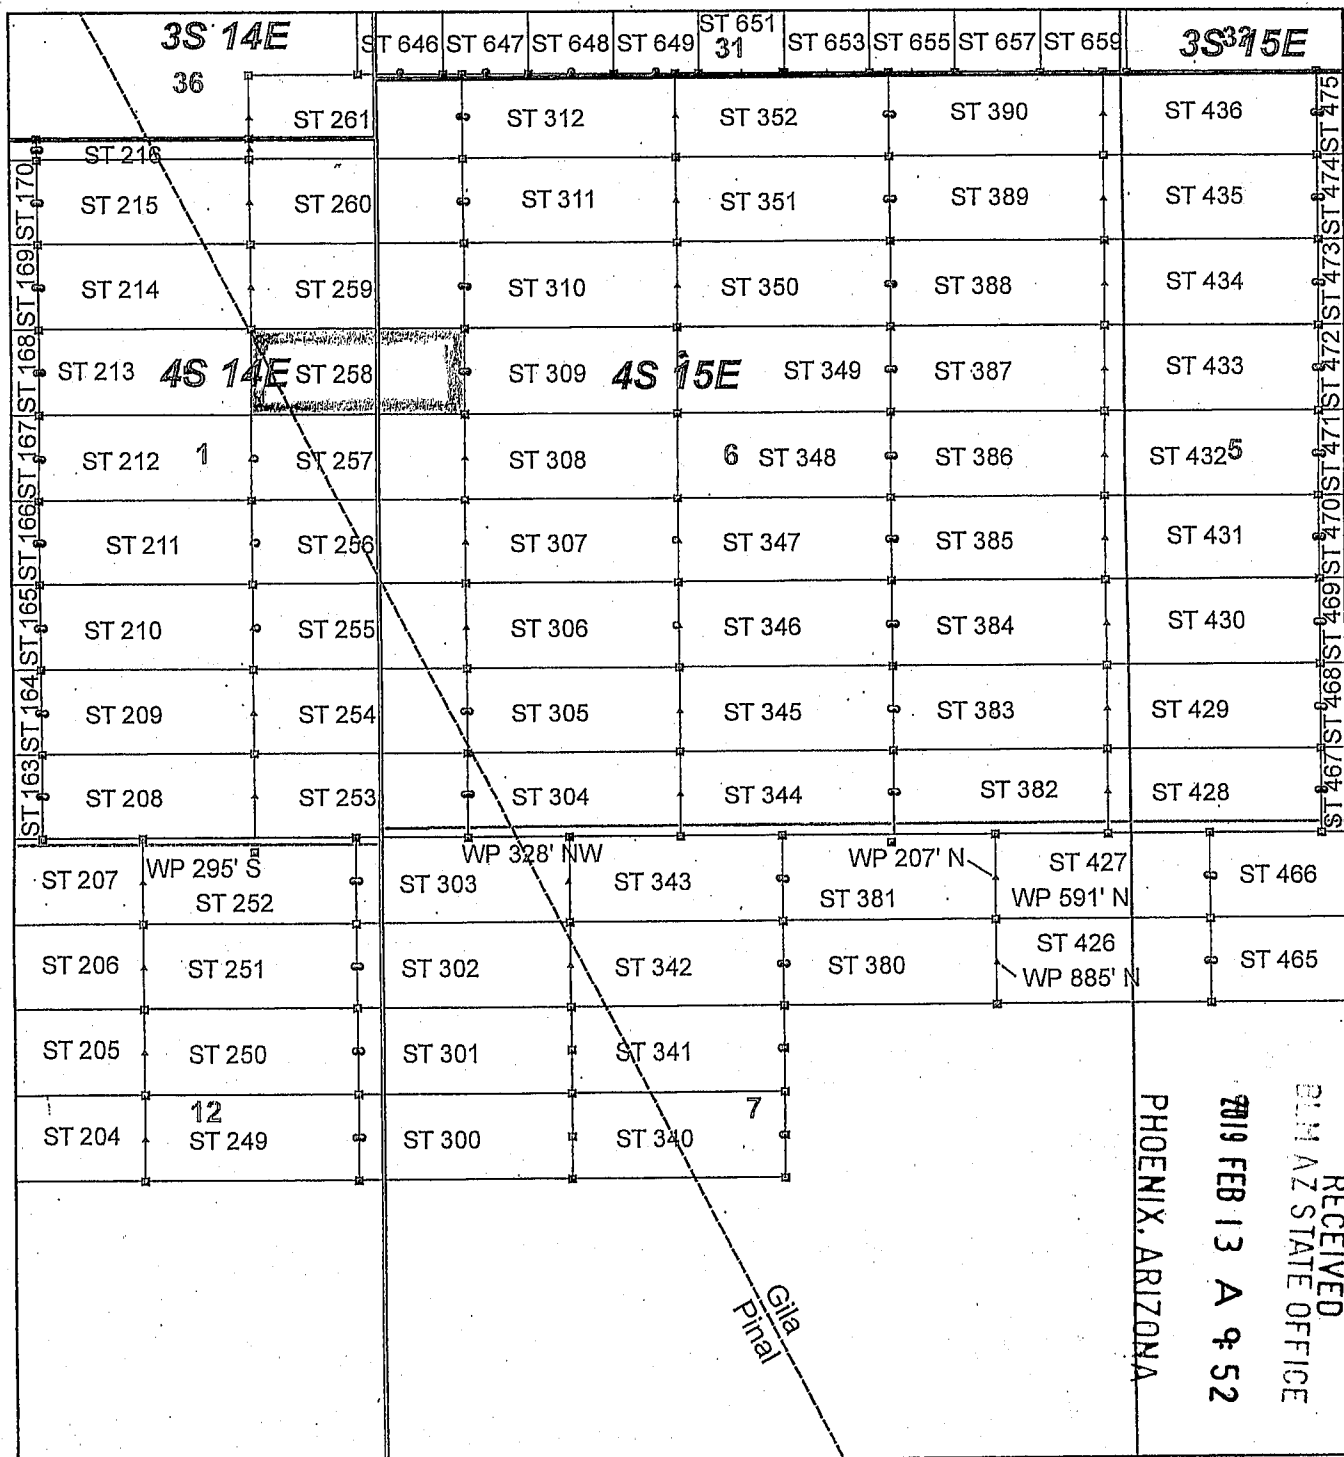 3S 14E
ST 646 ST 647 ST 648 ST 649 ST 651 ST 653 ST 655 ST 657 ST 659
31
3S 15E
32
36
ST 261 ST 312 ST 352 ST 390 ST 436 ST 475
ST 216
ST 170 ST 215 ST 260 ST 311 ST 351 ST 389 ST 435 ST 474
ST 169 ST 214 ST 259 ST 310 ST 350 ST 388 ST 434 ST 473
ST 168 ST 213 4S 14E ST 258 ST 309 4S 15E ST 349 ST 387 ST 433 ST 472
ST 167 ST 212 1 ST 257 ST 308 6 ST 348 ST 386 ST 432 5 ST 471
ST 166 ST 211 ST 256 ST 307 ST 347 ST 385 ST 431 ST 470
ST 165 ST 210 ST 255 ST 306 ST 346 ST 384 ST 430 ST 469
ST 164 ST 209 ST 254 ST 305 ST 345 ST 383 ST 429 ST 468
ST 163 ST 208 ST 253 ST 304 ST 344 ST 382 ST 428 ST 467
WP 295' S WP 328' NW WP 207' N ST 427
ST 207 ST 252 ST 303 ST 343 ST 381 WP 591' N ST 466
ST 206 ST 251 ST 302 ST 342 ST 380 ST 426 ST 465
WP 885' N
ST 205 ST 250 ST 301 ST 341
12 7
ST 204 ST 249 ST 300 ST 340
Gila
Pinal
RECEIVED
BLM AZ STATE OFFICE
2019 FEB 13 A 9:52
PHOENIX, ARIZONA